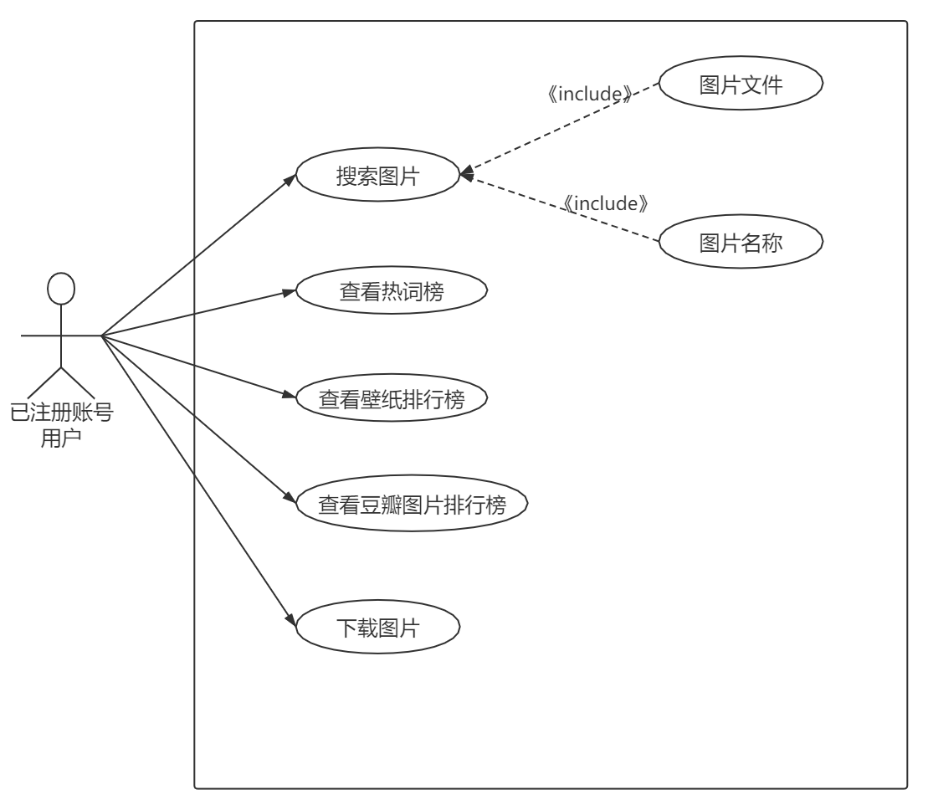 图片文件
《include》
搜索图片
《include》
图片名称
查看热词榜
查看壁纸排行榜
已注册账号
用户
查看豆瓣图片排行榜
下载图片